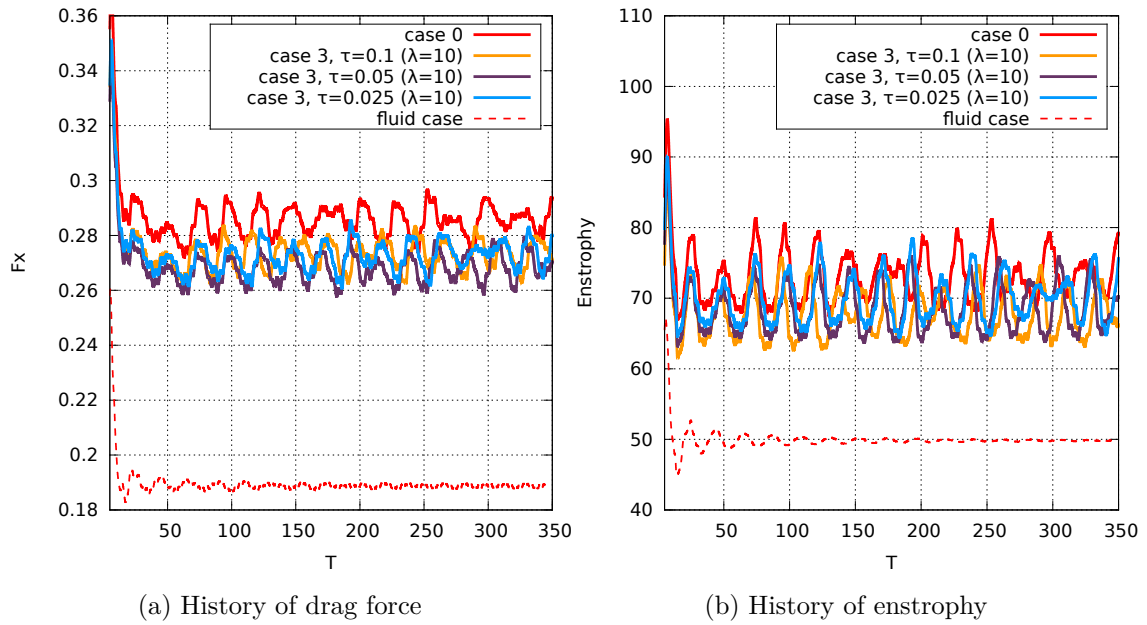 0.36
0.34
0.32
0.3
0.28
0.26
0.24
0.22
0.2
0.18
Fx
50 100 150 200 250 300 350
T
case 0
case 3, τ=0.1 (λ=10)
case 3, τ=0.05 (λ=10)
case 3, τ=0.025 (λ=10)
fluid case
(a) History of drag force
110
100
90
80
70
60
50
40
Enstrophy
50 100 150 200 250 300 350
T
case 0
case 3, τ=0.1 (λ=10)
case 3, τ=0.05 (λ=10)
case 3, τ=0.025 (λ=10)
fluid case
(b) History of enstrophy